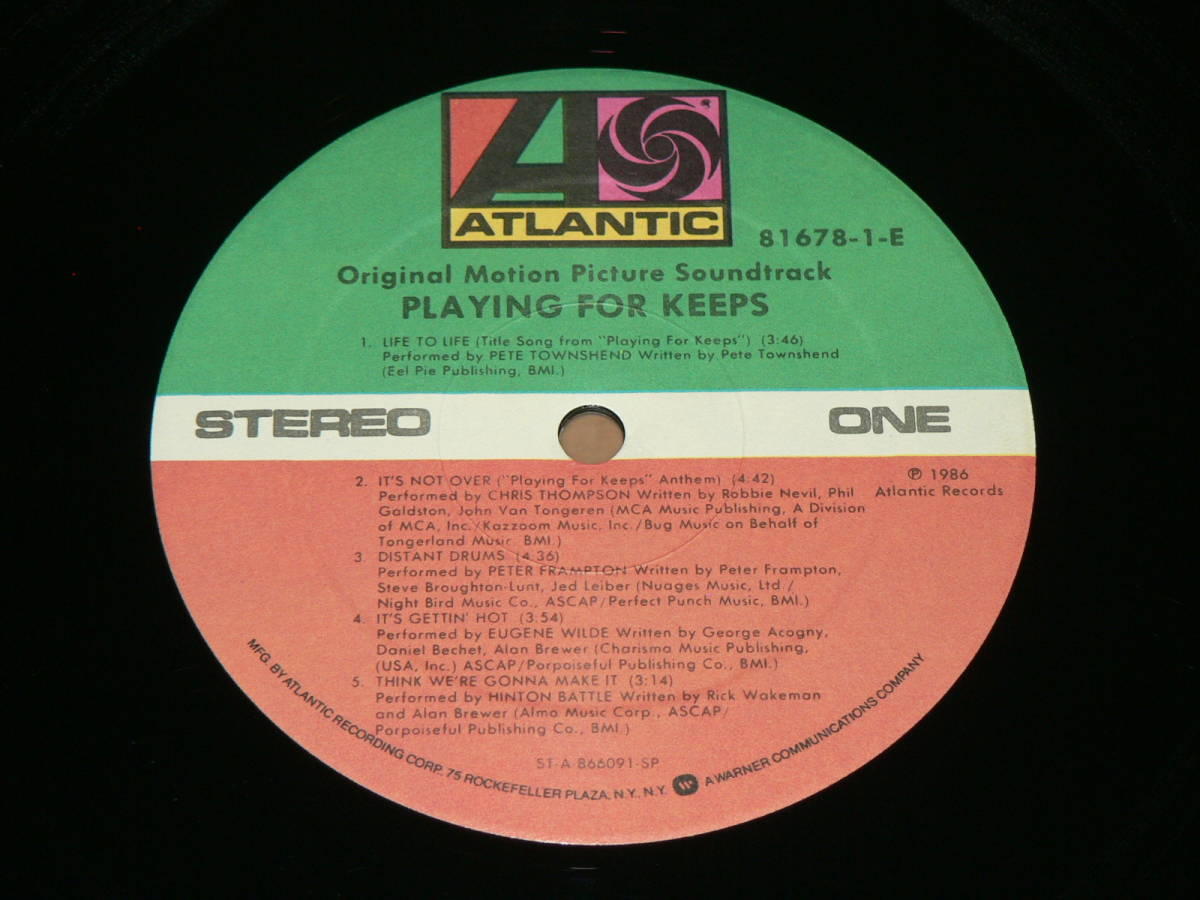 ATLANTIC
81678-1-E
Original Motion Picture Soundtrack
PLAYING FOR KEEPS
1. LIFE TO LIFE (Title Song from "Playing For Keeps") (3:46)
Performed by PETE TOWNSHEND Written by Pete Townshend
(Eel Pie Publishing, BMI.)
STEREO
ONE
2. IT'S NOT OVER ("Playing For Keeps" Anthem) (4:42)
Performed by CHRIS THOMPSON Written by Robbie Nevil, Phil
Galdston, John Van Tongeren (MCA Music Publishing, A Division
of MCA, Inc./Kazzoom Music, Inc./Bug Music on Behalf of
Tongerland Music. BMI.)
℗ 1986
Atlantic Records
3. DISTANT DRUMS (4:36)
Performed by PETER FRAMPTON Written by Peter Frampton,
Steve Broughton-Lunt, Jed Leiber (Nuages Music, Ltd./
Night Bird Music Co., ASCAP/Perfect Punch Music, BMI.)
4. IT'S GETTIN' HOT (3:54)
Performed by EUGENE WILDE Written by George Acogny,
Daniel Bechet, Alan Brewer (Charisma Music Publishing,
(USA, Inc.) ASCAP/Porpoiseful Publishing Co., BMI.)
5. THINK WE'RE GONNA MAKE IT (3:14)
Performed by HINTON BATTLE Written by Rick Wakeman
and Alan Brewer (Almo Music Corp., ASCAP/
Porpoiseful Publishing Co., BMI.)
ST-A-866091-SP
MFG. BY ATLANTIC RECORDING CORP. 75 ROCKEFELLER PLAZA, N.Y., N.Y. A WARNER COMMUNICATIONS COMPANY